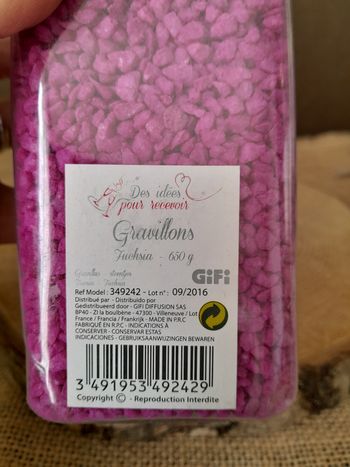 Des idées
pour recevoir
Gravillons
Fuchsia - 650 g
GiFi
Ref Model : 349242 - Lot n° : 09/2016
Distribué par - Distribuido por
Gedistribueerd door - GIFI DIFFUSION SAS
BP40 - ZI la boulbène - 47300 - Villeneuve / Lot
France / Francia / Frankrijk - MADE IN P.R.C
FABRIQUÉ EN R.P.C - INDICATIONS À
CONSERVER - CONSERVAR ESTAS
INDICACIONES - GEBRUIKSAANWIJZINGEN BEWAREN
3 491953 492429
Copyright © - Reproduction Interdite